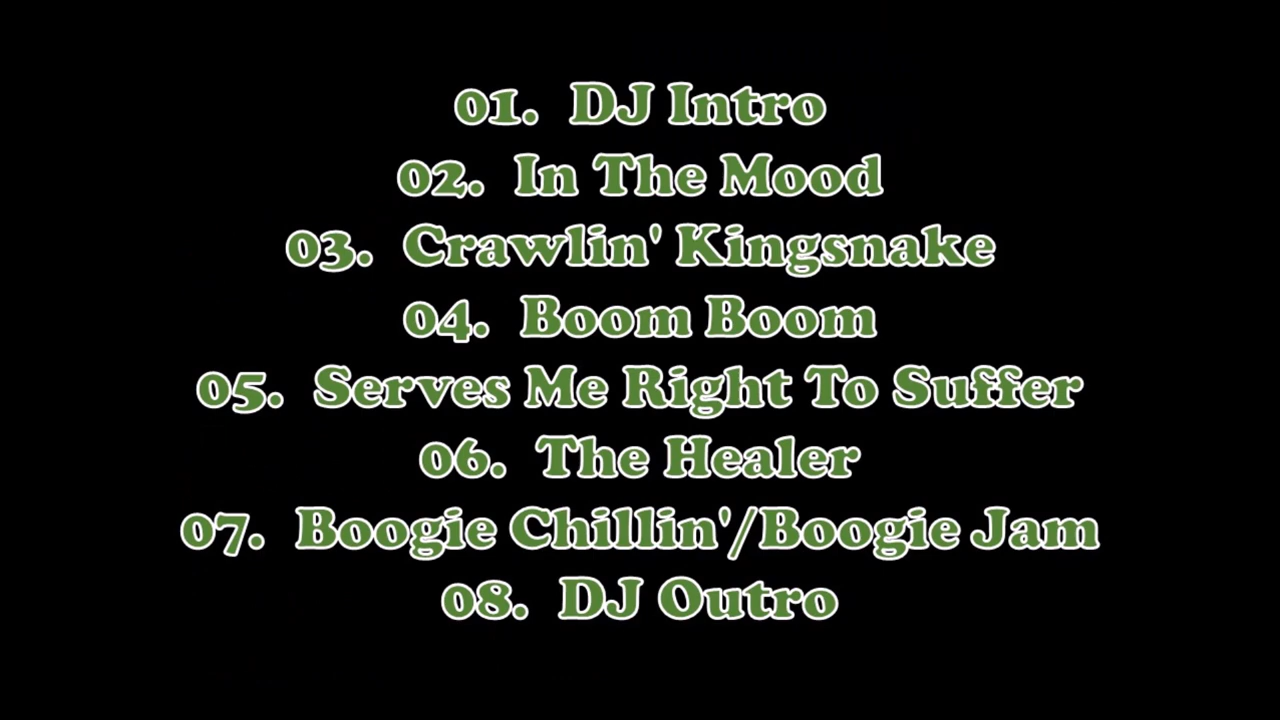 01. DJ Intro
02. In The Mood
03. Crawlin' Kingsnake
04. Boom Boom
05. Serves Me Right To Suffer
06. The Healer
07. Boogie Chillin'/Boogie Jam
08. DJ Outro